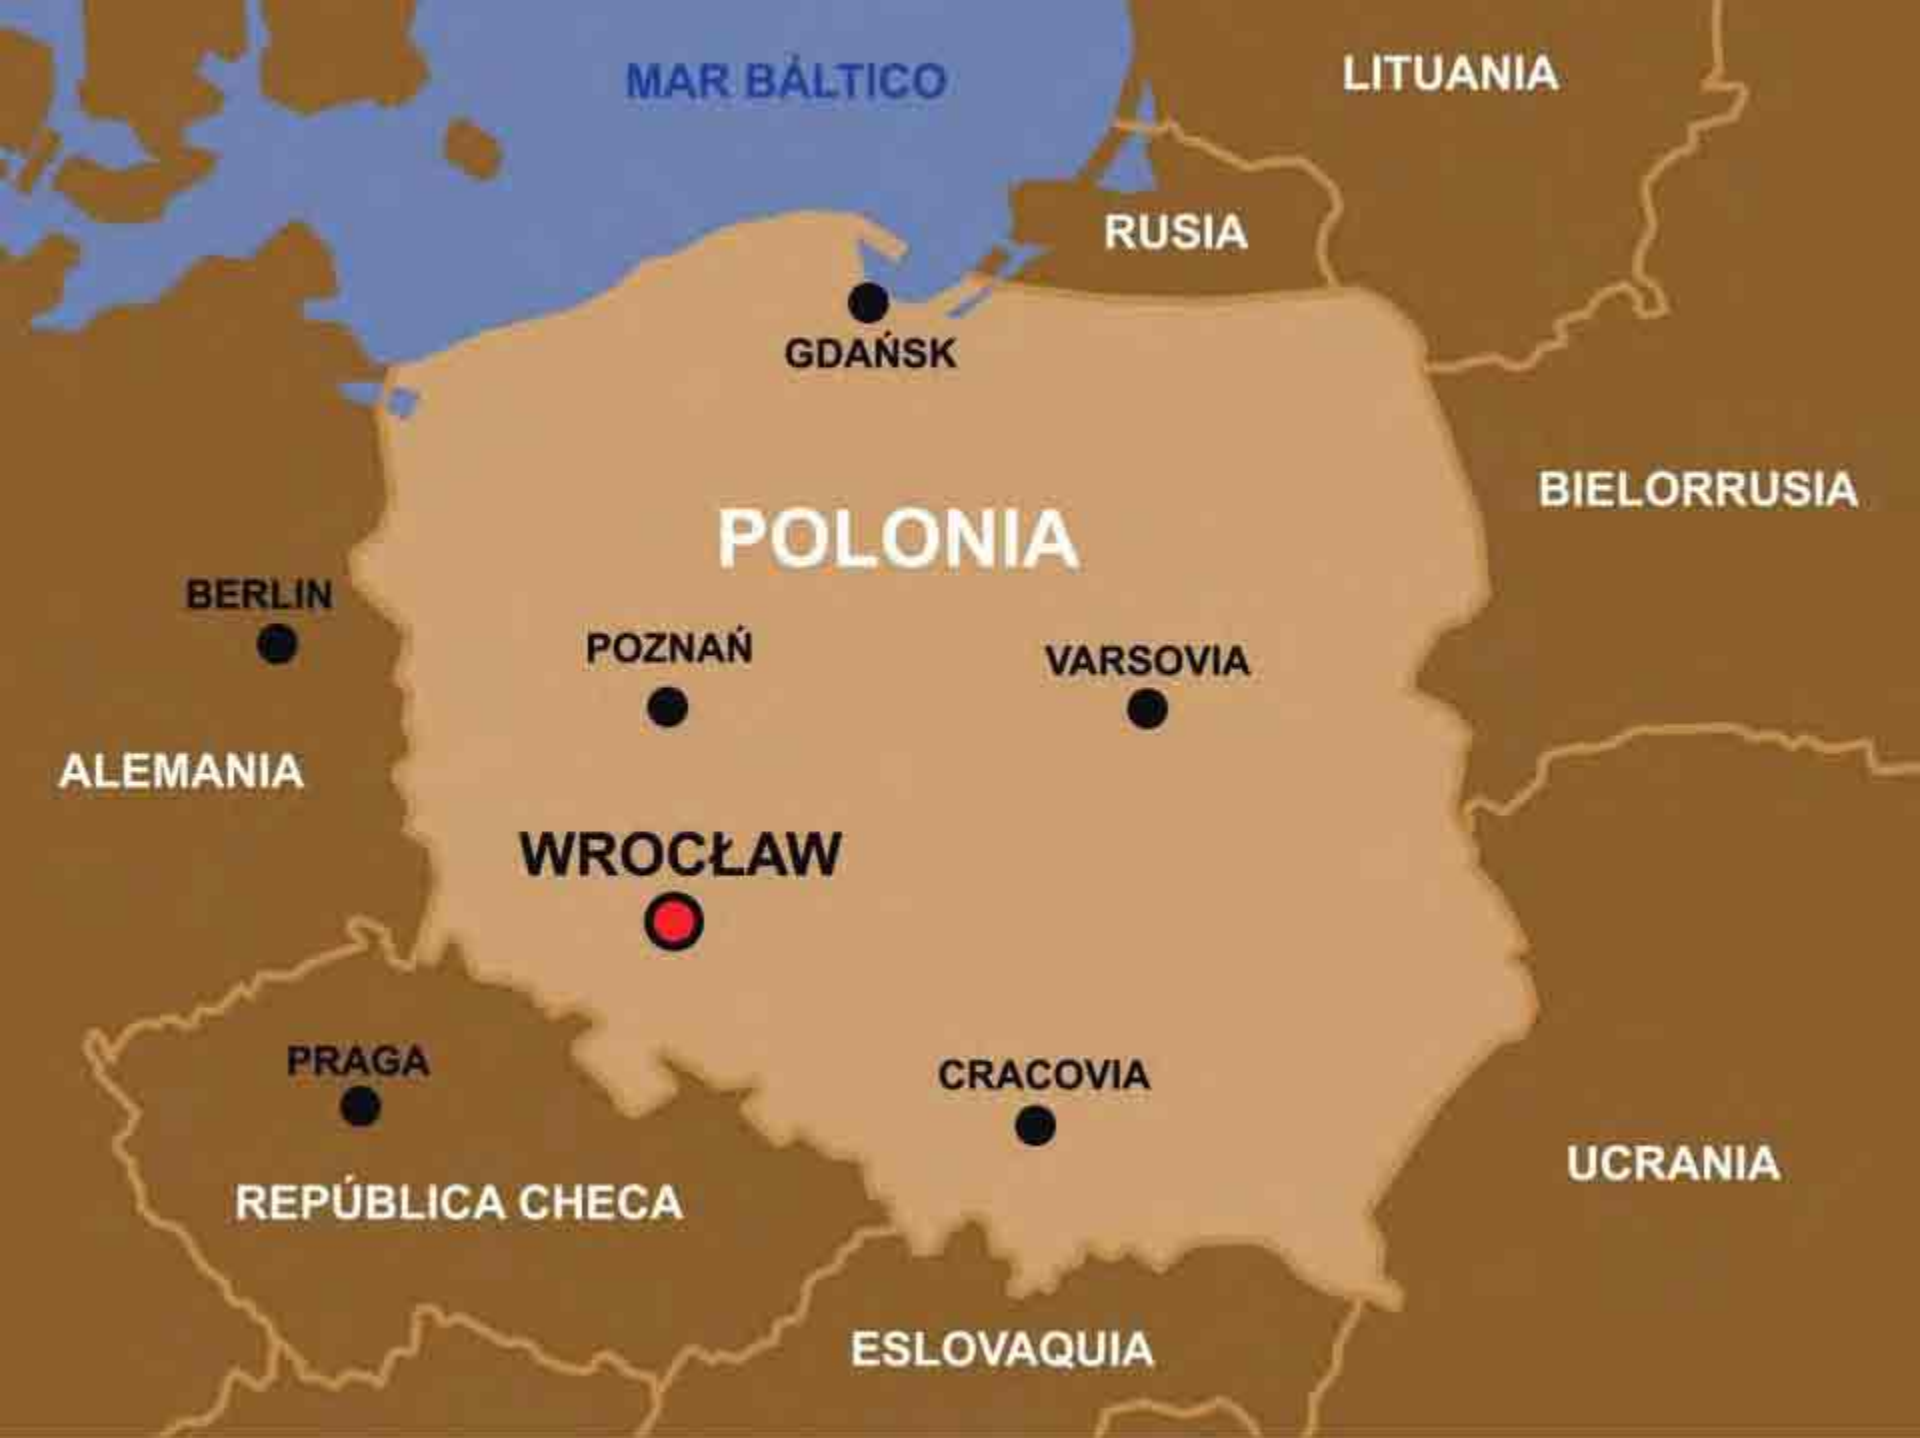 MAR BÁLTICO
LITUANIA
RUSIA
GDAŃSK
BIELORRUSIA
POLONIA
BERLIN
POZNAŃ
VARSOVIA
ALEMANIA
WROCŁAW
PRAGA
CRACOVIA
UCRANIA
REPÚBLICA CHECA
ESLOVAQUIA